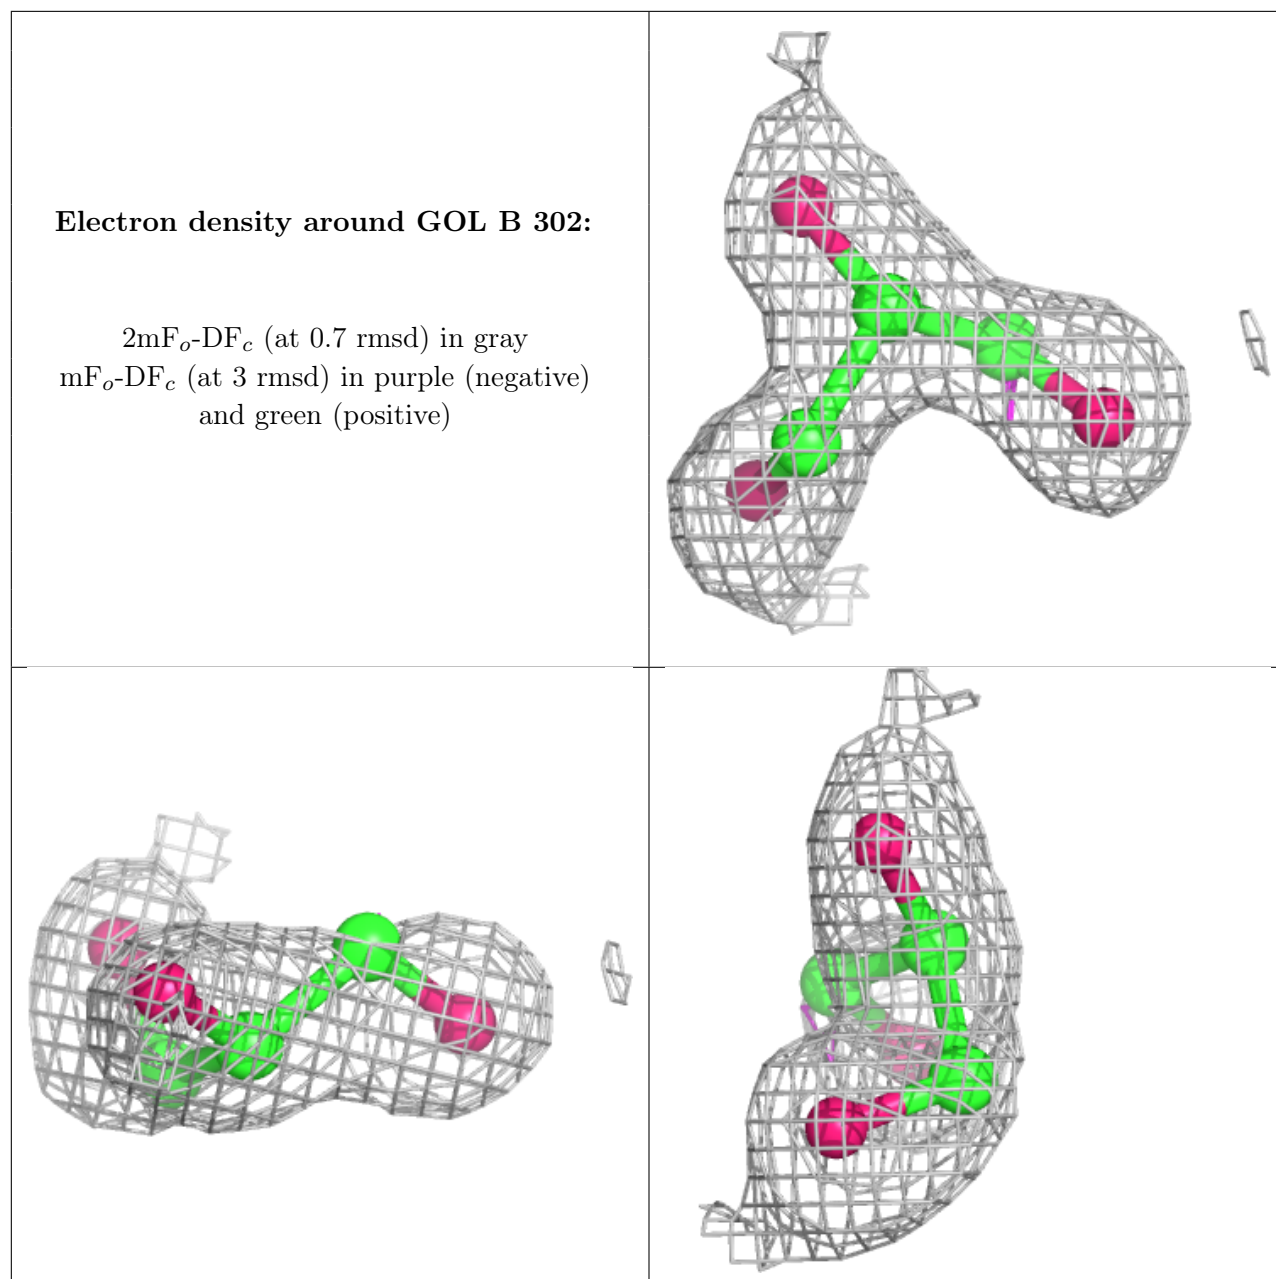 Electron density around GOL B 302:
2mFo-DFc (at 0.7 rmsd) in gray
mFo-DFc (at 3 rmsd) in purple (negative)
and green (positive)